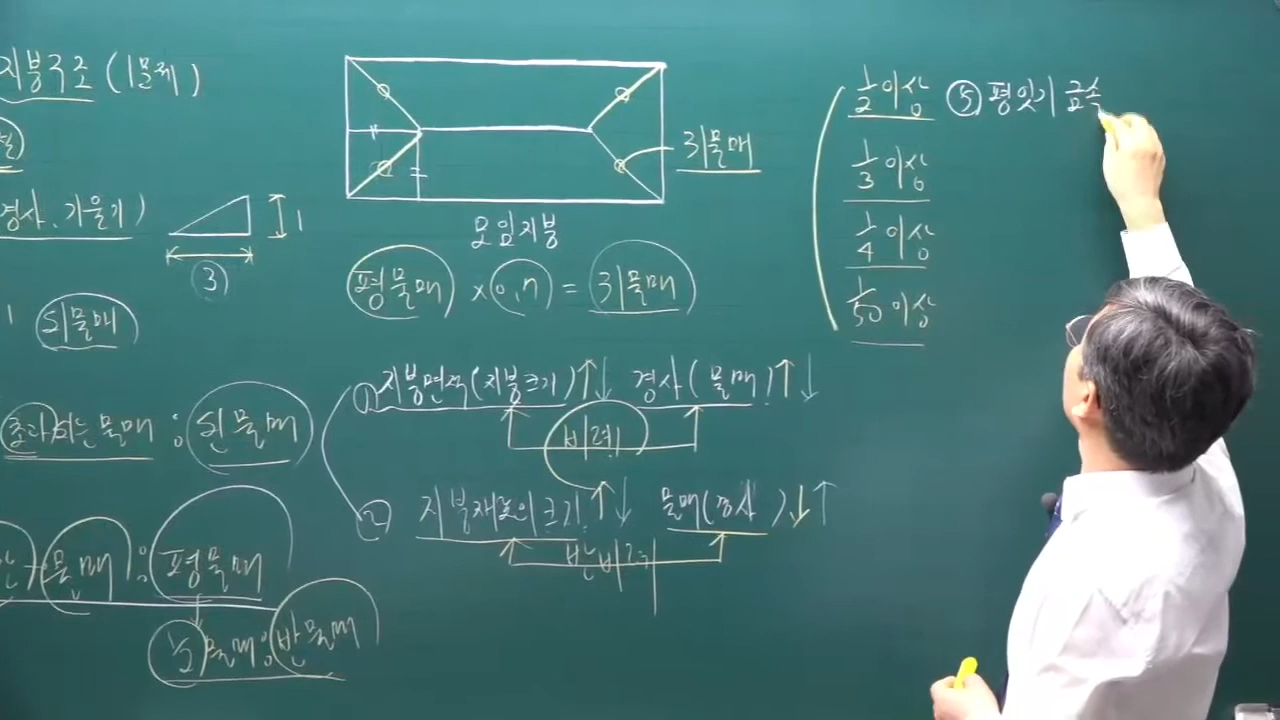 지붕구조 (1문제)
경사. 기울기)
1
3
되물매
초과되는 물매 : 된물매
물매 : 평물매
1/2 물매 : 반물매
귀물매
모임지붕
평물매 × 0.7 = 귀물매
① 지붕면적(지붕크기)↑↓ 경사(물매)↑↓
비례
② 지붕재료의 크기↑↓ 물매(경사)↓↑
반비례
1/2 이상
1/3 이상
1/4 이상
1/50 이상
⑤ 평잇기 금속